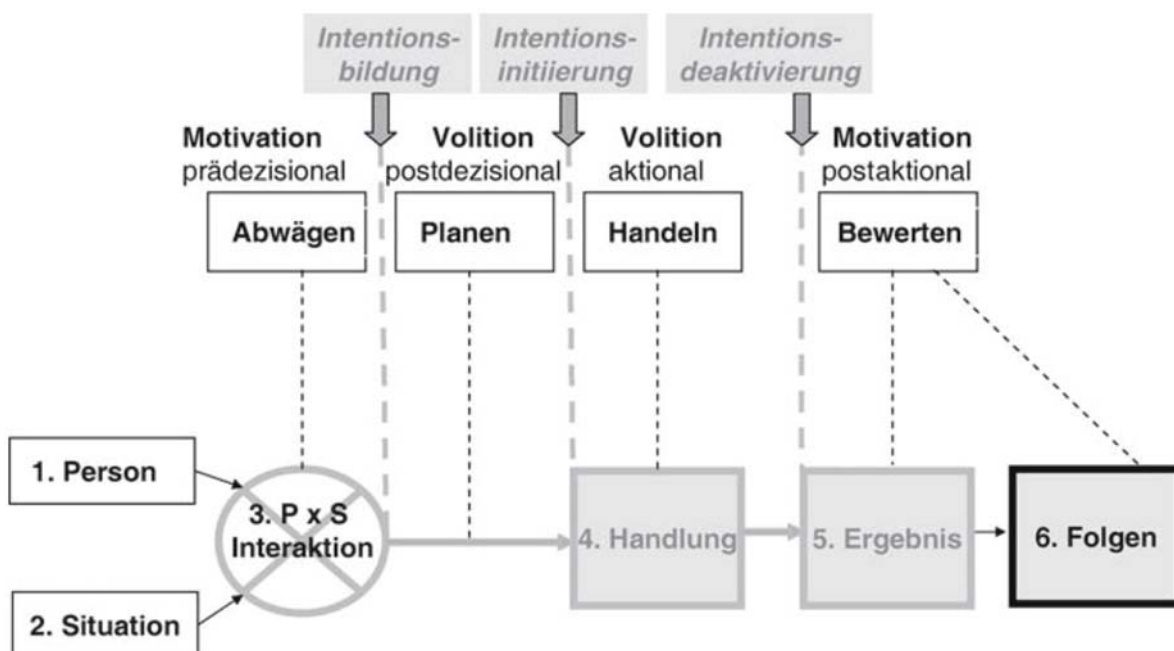 Intentions-
bildung
Intentions-
initiierung
Intentions-
deaktivierung
Motivation
prädezisional
Volition
postdezisional
Volition
aktional
Motivation
postaktional
Abwägen
Planen
Handeln
Bewerten
1. Person
3. P x S
Interaktion
4. Handlung
5. Ergebnis
6. Folgen
2. Situation